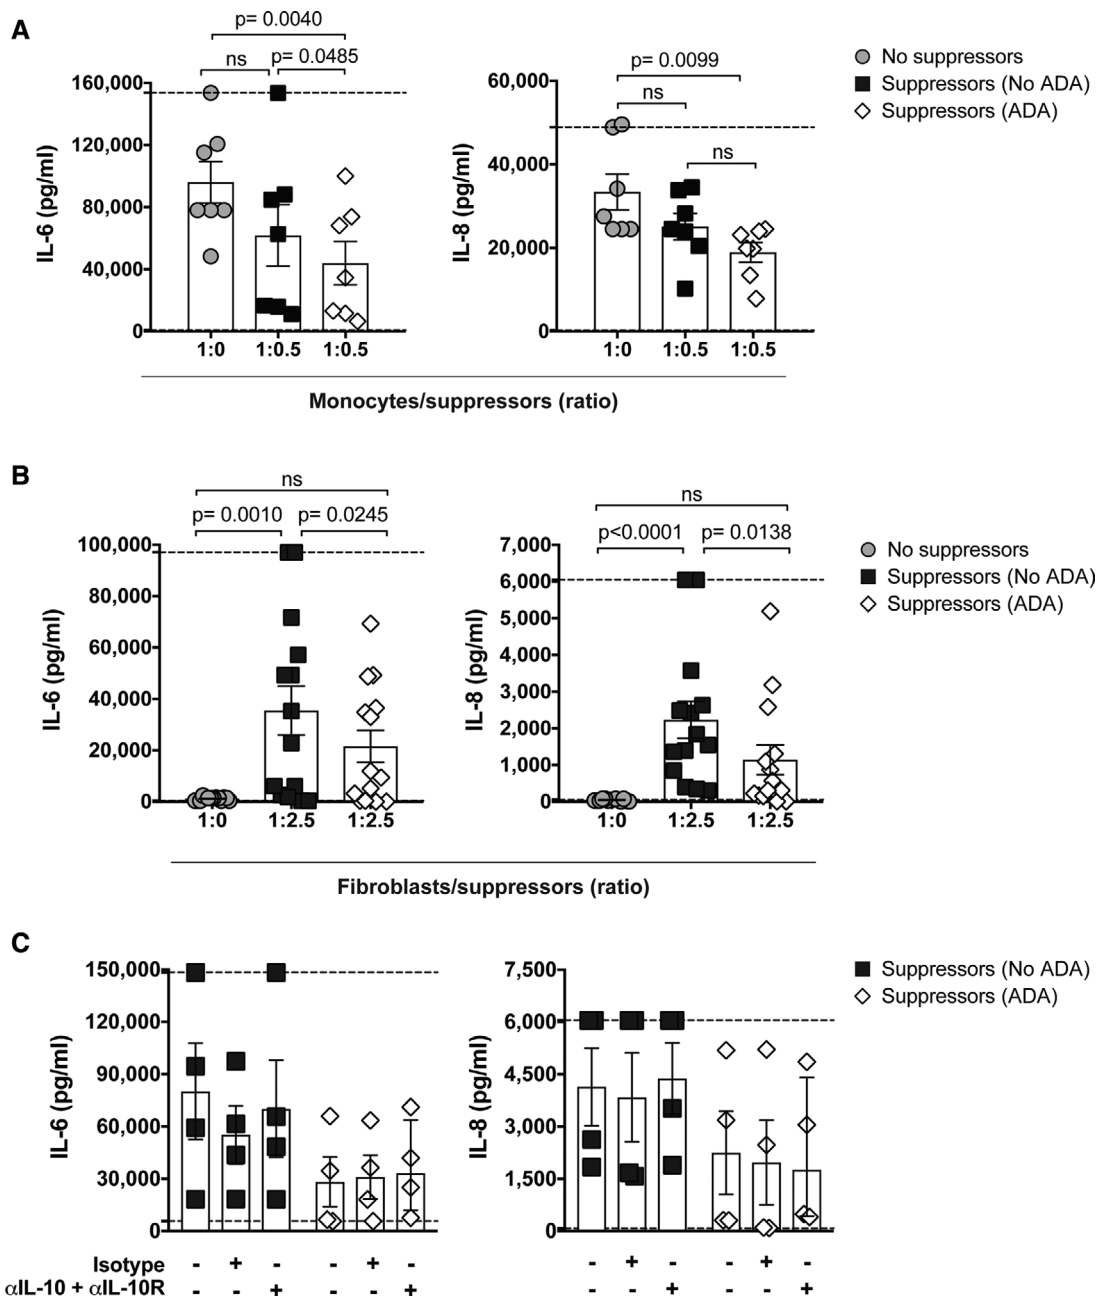 A
p= 0.0040
ns
p= 0.0485
IL-6 (pg/ml)
160,000
120,000
80,000
40,000
0
1:0
1:0.5
1:0.5
p= 0.0099
ns
ns
IL-8 (pg/ml)
60,000
40,000
20,000
0
1:0
1:0.5
1:0.5
No suppressors
Suppressors (No ADA)
Suppressors (ADA)
Monocytes/suppressors (ratio)
B
ns
p= 0.0010
p= 0.0245
IL-6 (pg/ml)
100,000
80,000
60,000
40,000
20,000
0
1:0
1:2.5
1:2.5
ns
p<0.0001
p= 0.0138
IL-8 (pg/ml)
7,000
6,000
5,000
4,000
3,000
2,000
1,000
0
1:0
1:2.5
1:2.5
No suppressors
Suppressors (No ADA)
Suppressors (ADA)
Fibroblasts/suppressors (ratio)
C
IL-6 (pg/ml)
150,000
120,000
90,000
60,000
30,000
0
IL-8 (pg/ml)
7,500
6,000
4,500
3,000
1,500
0
Suppressors (No ADA)
Suppressors (ADA)
Isotype - + - - + - - + - - + -
αIL-10 + αIL-10R - - + - - + - - + - - +